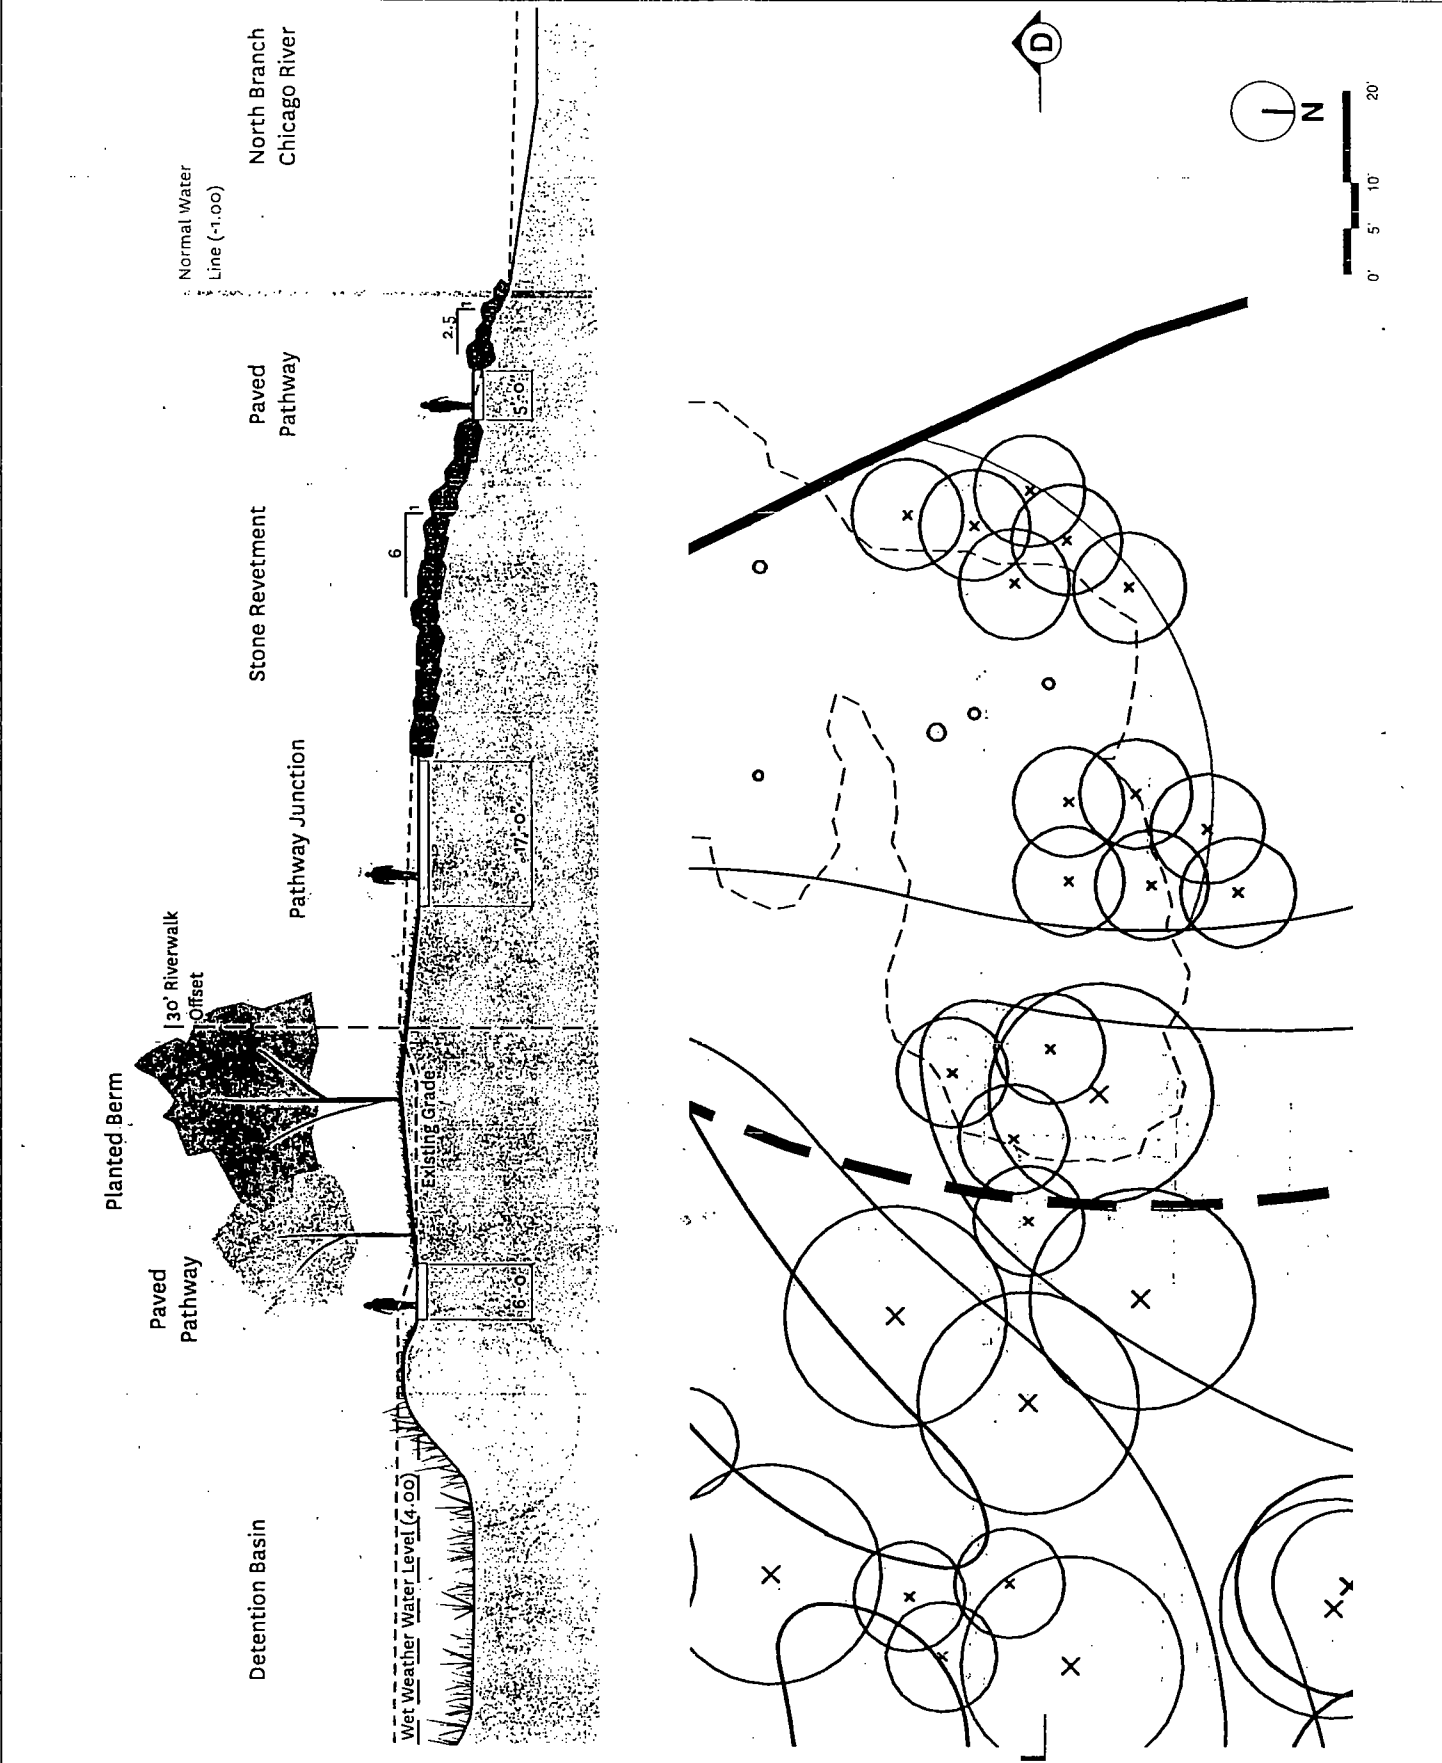 Detention Basin
Paved
Pathway
Planted Berm
30' Riverwalk
Offset
Pathway Junction
Stone Revetment
Paved
Pathway
Normal Water
Line (-1.00)
North Branch
Chicago River
Wet Weather Water Level (4.00)
Existing Grade
6'-0"
17'-0"
6
1
5'-0"
2.5
1
D
N
0' 5' 10' 20'